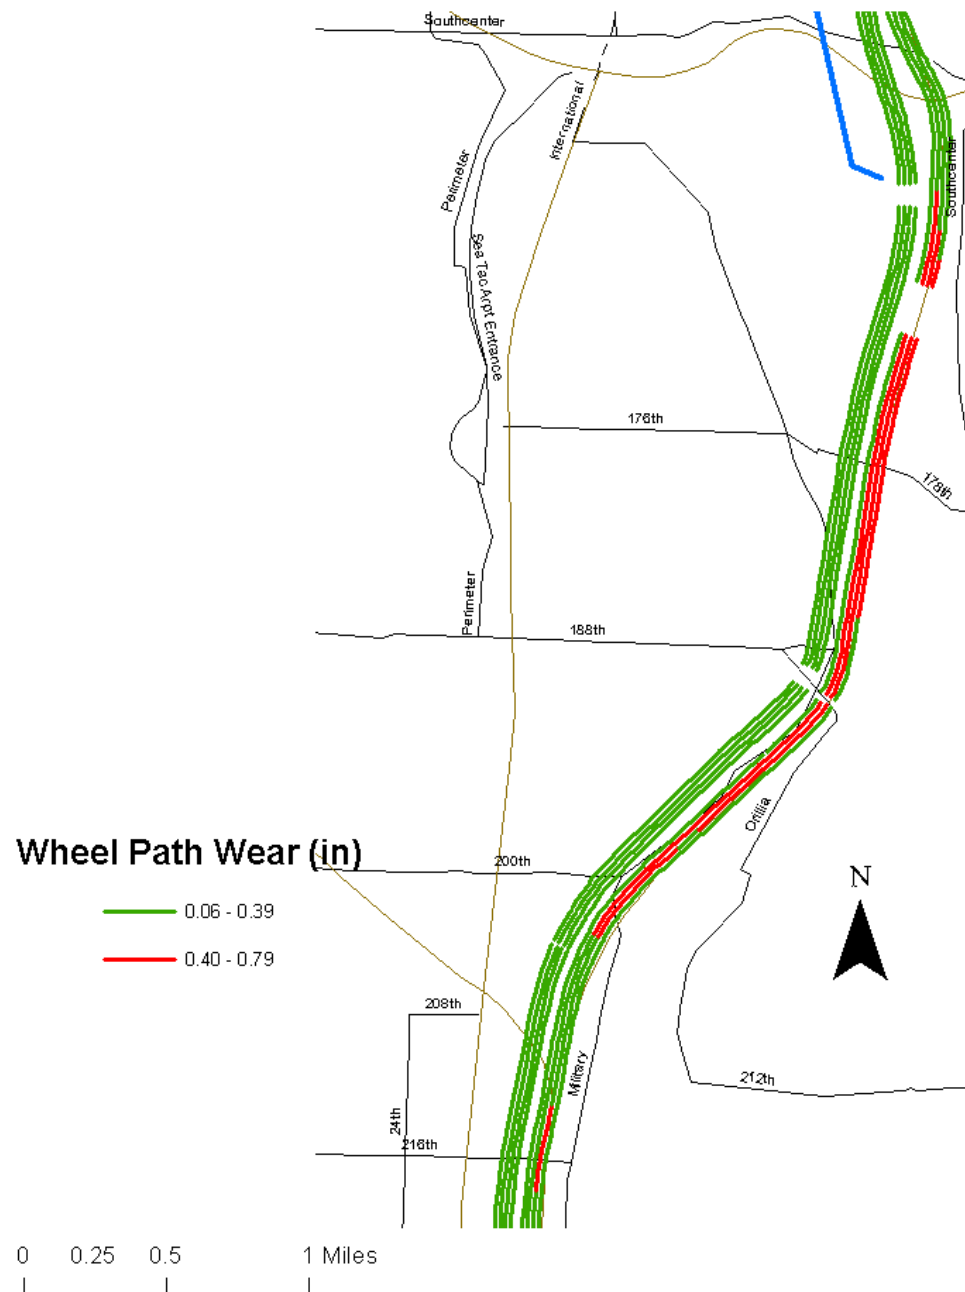 Southcenter
International
Perimeter
Southcenter
Sea Tac Arpt Entrance
176th
178th
Perimeter
188th
Orillia
Wheel Path Wear (in)
200th
N
0.06 - 0.39
0.40 - 0.79
208th
Military
212th
24th
216th
0 0.25 0.5 1 Miles